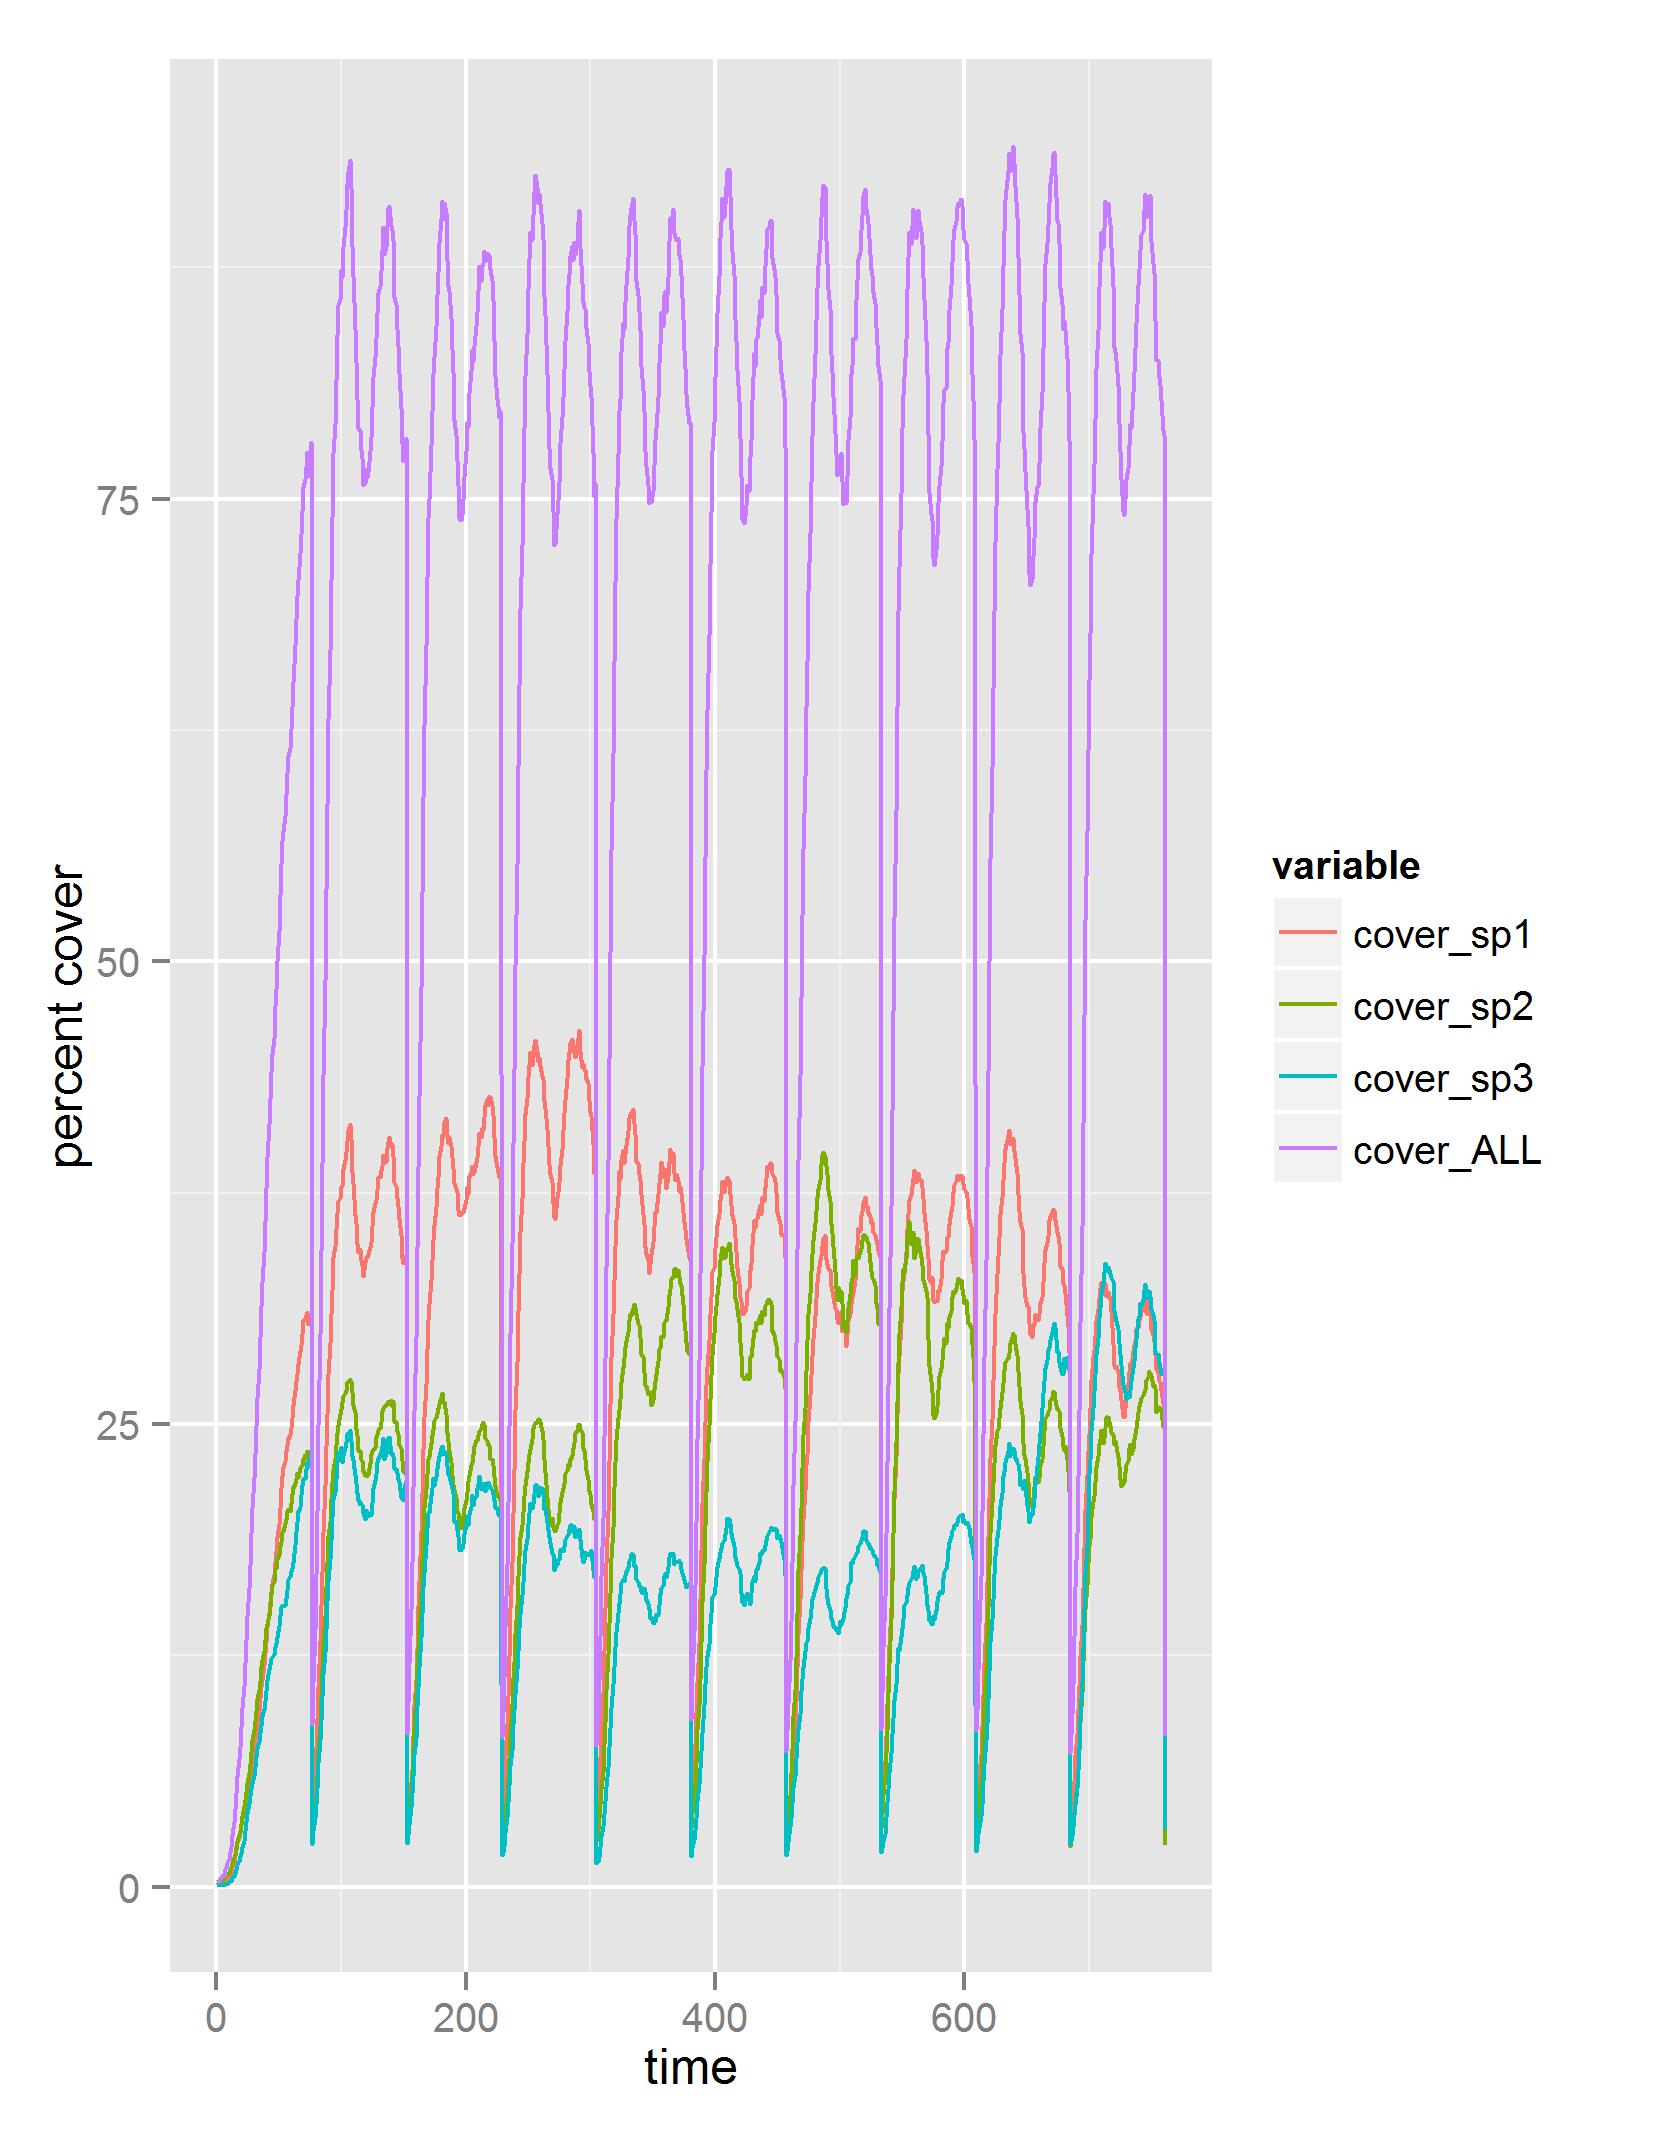 percent cover
75
50
25
0
0 200 400 600
time
variable
cover_sp1
cover_sp2
cover_sp3
cover_ALL